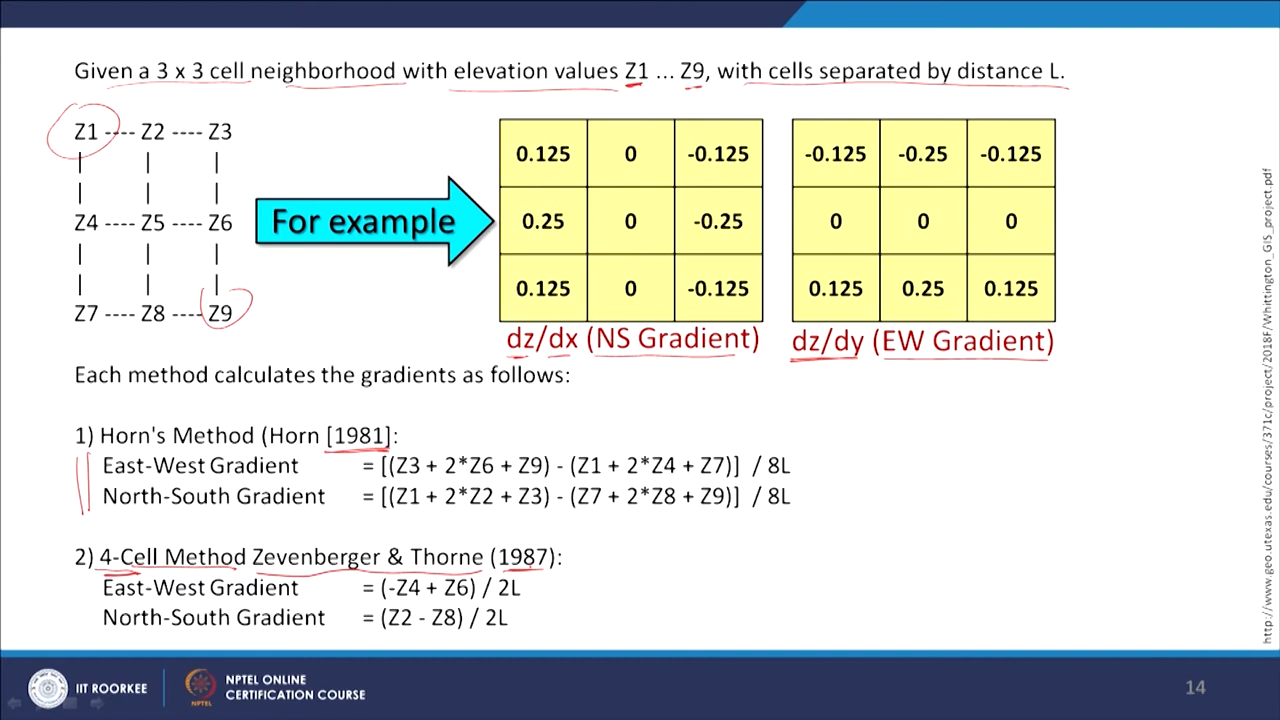 Given a 3 x 3 cell neighborhood with elevation values Z1 ... Z9, with cells separated by distance L.
Z1 ---- Z2 ---- Z3
| | |
| | |
Z4 ---- Z5 ---- Z6
| | |
| | |
Z7 ---- Z8 ---- Z9
For example
0.125 0 -0.125
0.25 0 -0.25
0.125 0 -0.125
dz/dx (NS Gradient)
-0.125 -0.25 -0.125
0 0 0
0.125 0.25 0.125
dz/dy (EW Gradient)
Each method calculates the gradients as follows:
1) Horn's Method (Horn [1981]:
East-West Gradient = [(Z3 + 2*Z6 + Z9) - (Z1 + 2*Z4 + Z7)] / 8L
North-South Gradient = [(Z1 + 2*Z2 + Z3) - (Z7 + 2*Z8 + Z9)] / 8L
2) 4-Cell Method Zevenberger & Thorne (1987):
East-West Gradient = (-Z4 + Z6) / 2L
North-South Gradient = (Z2 - Z8) / 2L
http://www.geo.utexas.edu/courses/371c/project/2018F/Whittington_GIS_project.pdf
IIT ROORKEE
NPTEL
NPTEL ONLINE
CERTIFICATION COURSE
14